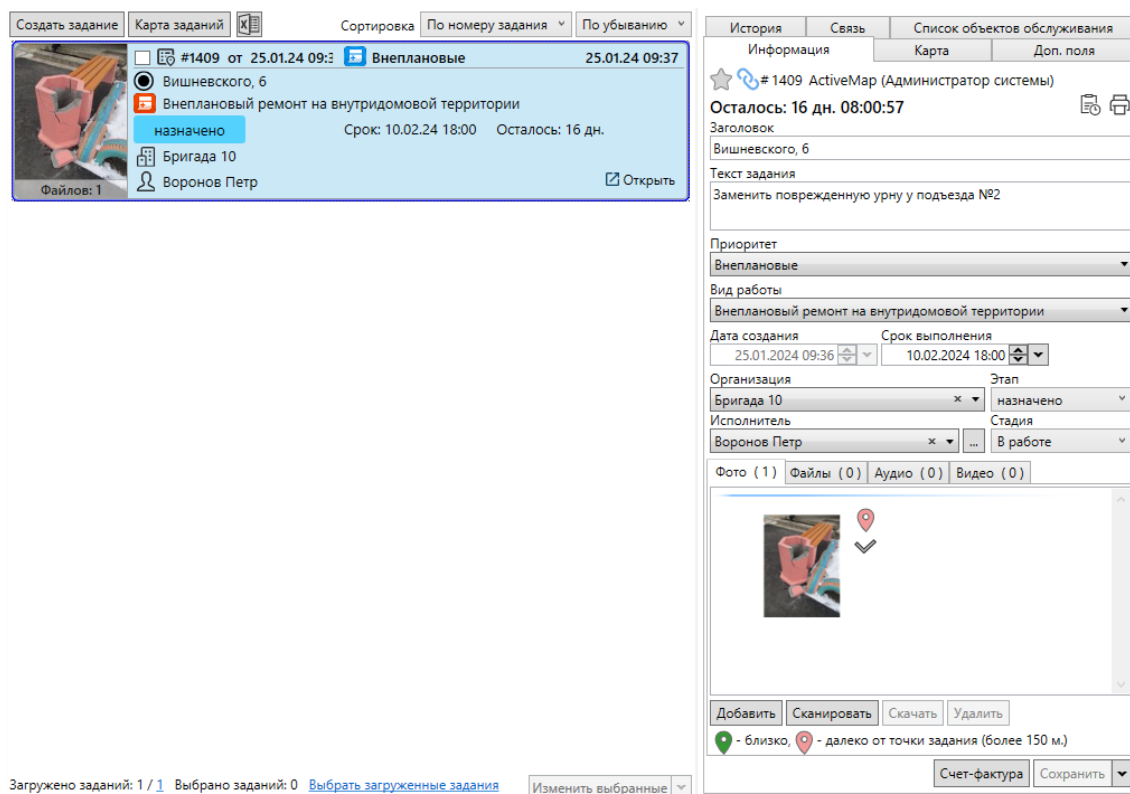 Создать задание Карта заданий Сортировка По номеру задания По убыванию
#1409 от 25.01.24 09:3 Внеплановые 25.01.24 09:37
Вишневского, 6
Внеплановый ремонт на внутридомовой территории
назначено Срок: 10.02.24 18:00 Осталось: 16 дн.
Бригада 10
Воронов Петр Открыть
Файлов: 1
Загружено заданий: 1 / 1 Выбрано заданий: 0 Выбрать загруженные задания Изменить выбранные
История Связь Список объектов обслуживания
Информация Карта Доп. поля
# 1409 ActiveMap (Администратор системы)
Осталось: 16 дн. 08:00:57
Заголовок
Вишневского, 6
Текст задания
Заменить поврежденную урну у подъезда №2
Приоритет
Внеплановые
Вид работы
Внеплановый ремонт на внутридомовой территории
Дата создания Срок выполнения
25.01.2024 09:36 10.02.2024 18:00
Организация Этап
Бригада 10 назначено
Исполнитель Стадия
Воронов Петр ... В работе
Фото (1) Файлы (0) Аудио (0) Видео (0)
Добавить Сканировать Скачать Удалить
- близко, - далеко от точки задания (более 150 м.)
Счет-фактура Сохранить